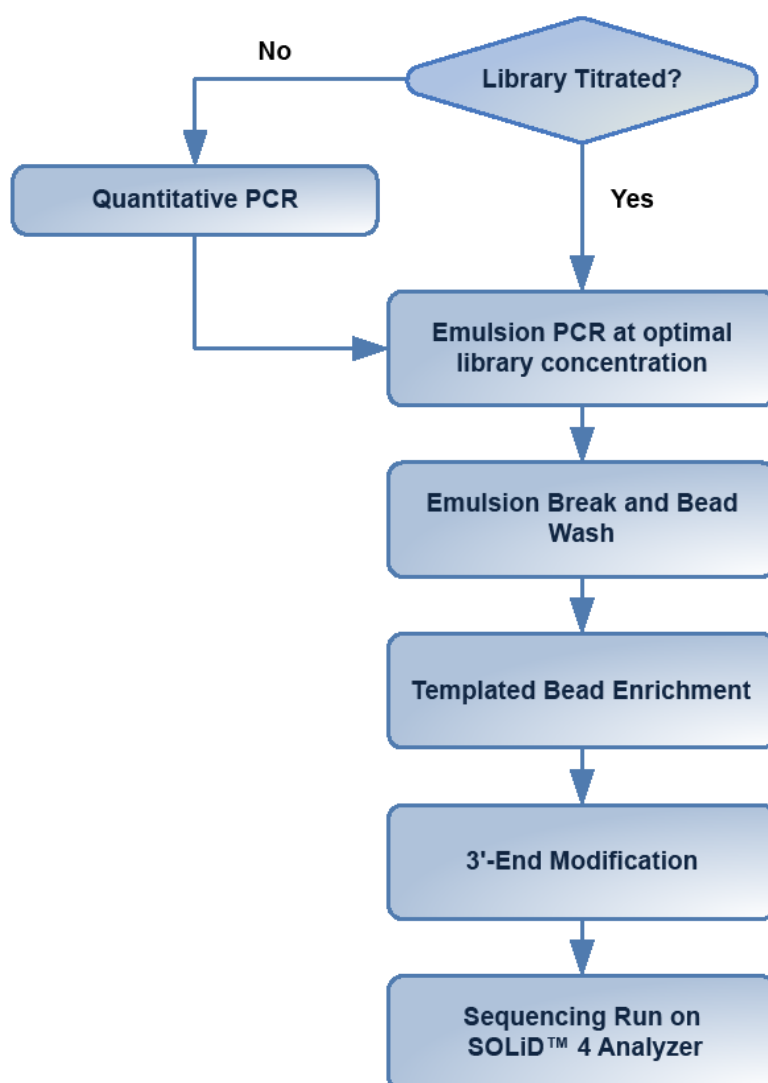 No
Library Titrated?
Quantitative PCR
Yes
Emulsion PCR at optimal
library concentration
Emulsion Break and Bead
Wash
Templated Bead Enrichment
3'-End Modification
Sequencing Run on
SOLiD™ 4 Analyzer